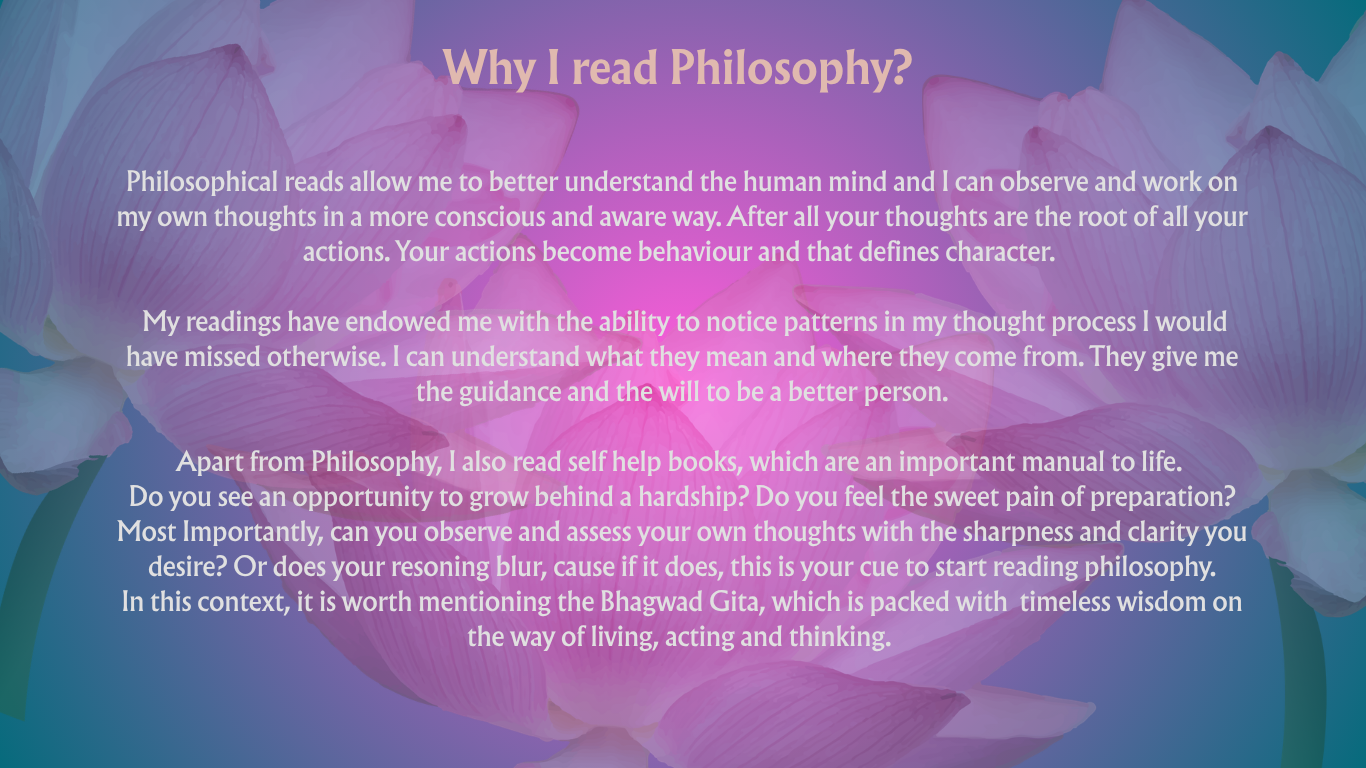 Why I read Philosophy?
Philosophical reads allow me to better understand the human mind and I can observe and work on
my own thoughts in a more conscious and aware way. After all your thoughts are the root of all your
actions. Your actions become behaviour and that defines character.
My readings have endowed me with the ability to notice patterns in my thought process I would
have missed otherwise. I can understand what they mean and where they come from. They give me
the guidance and the will to be a better person.
Apart from Philosophy, I also read self help books, which are an important manual to life.
Do you see an opportunity to grow behind a hardship? Do you feel the sweet pain of preparation?
Most Importantly, can you observe and assess your own thoughts with the sharpness and clarity you
desire? Or does your resoning blur, cause if it does, this is your cue to start reading philosophy.
In this context, it is worth mentioning the Bhagwad Gita, which is packed with  timeless wisdom on
the way of living, acting and thinking.